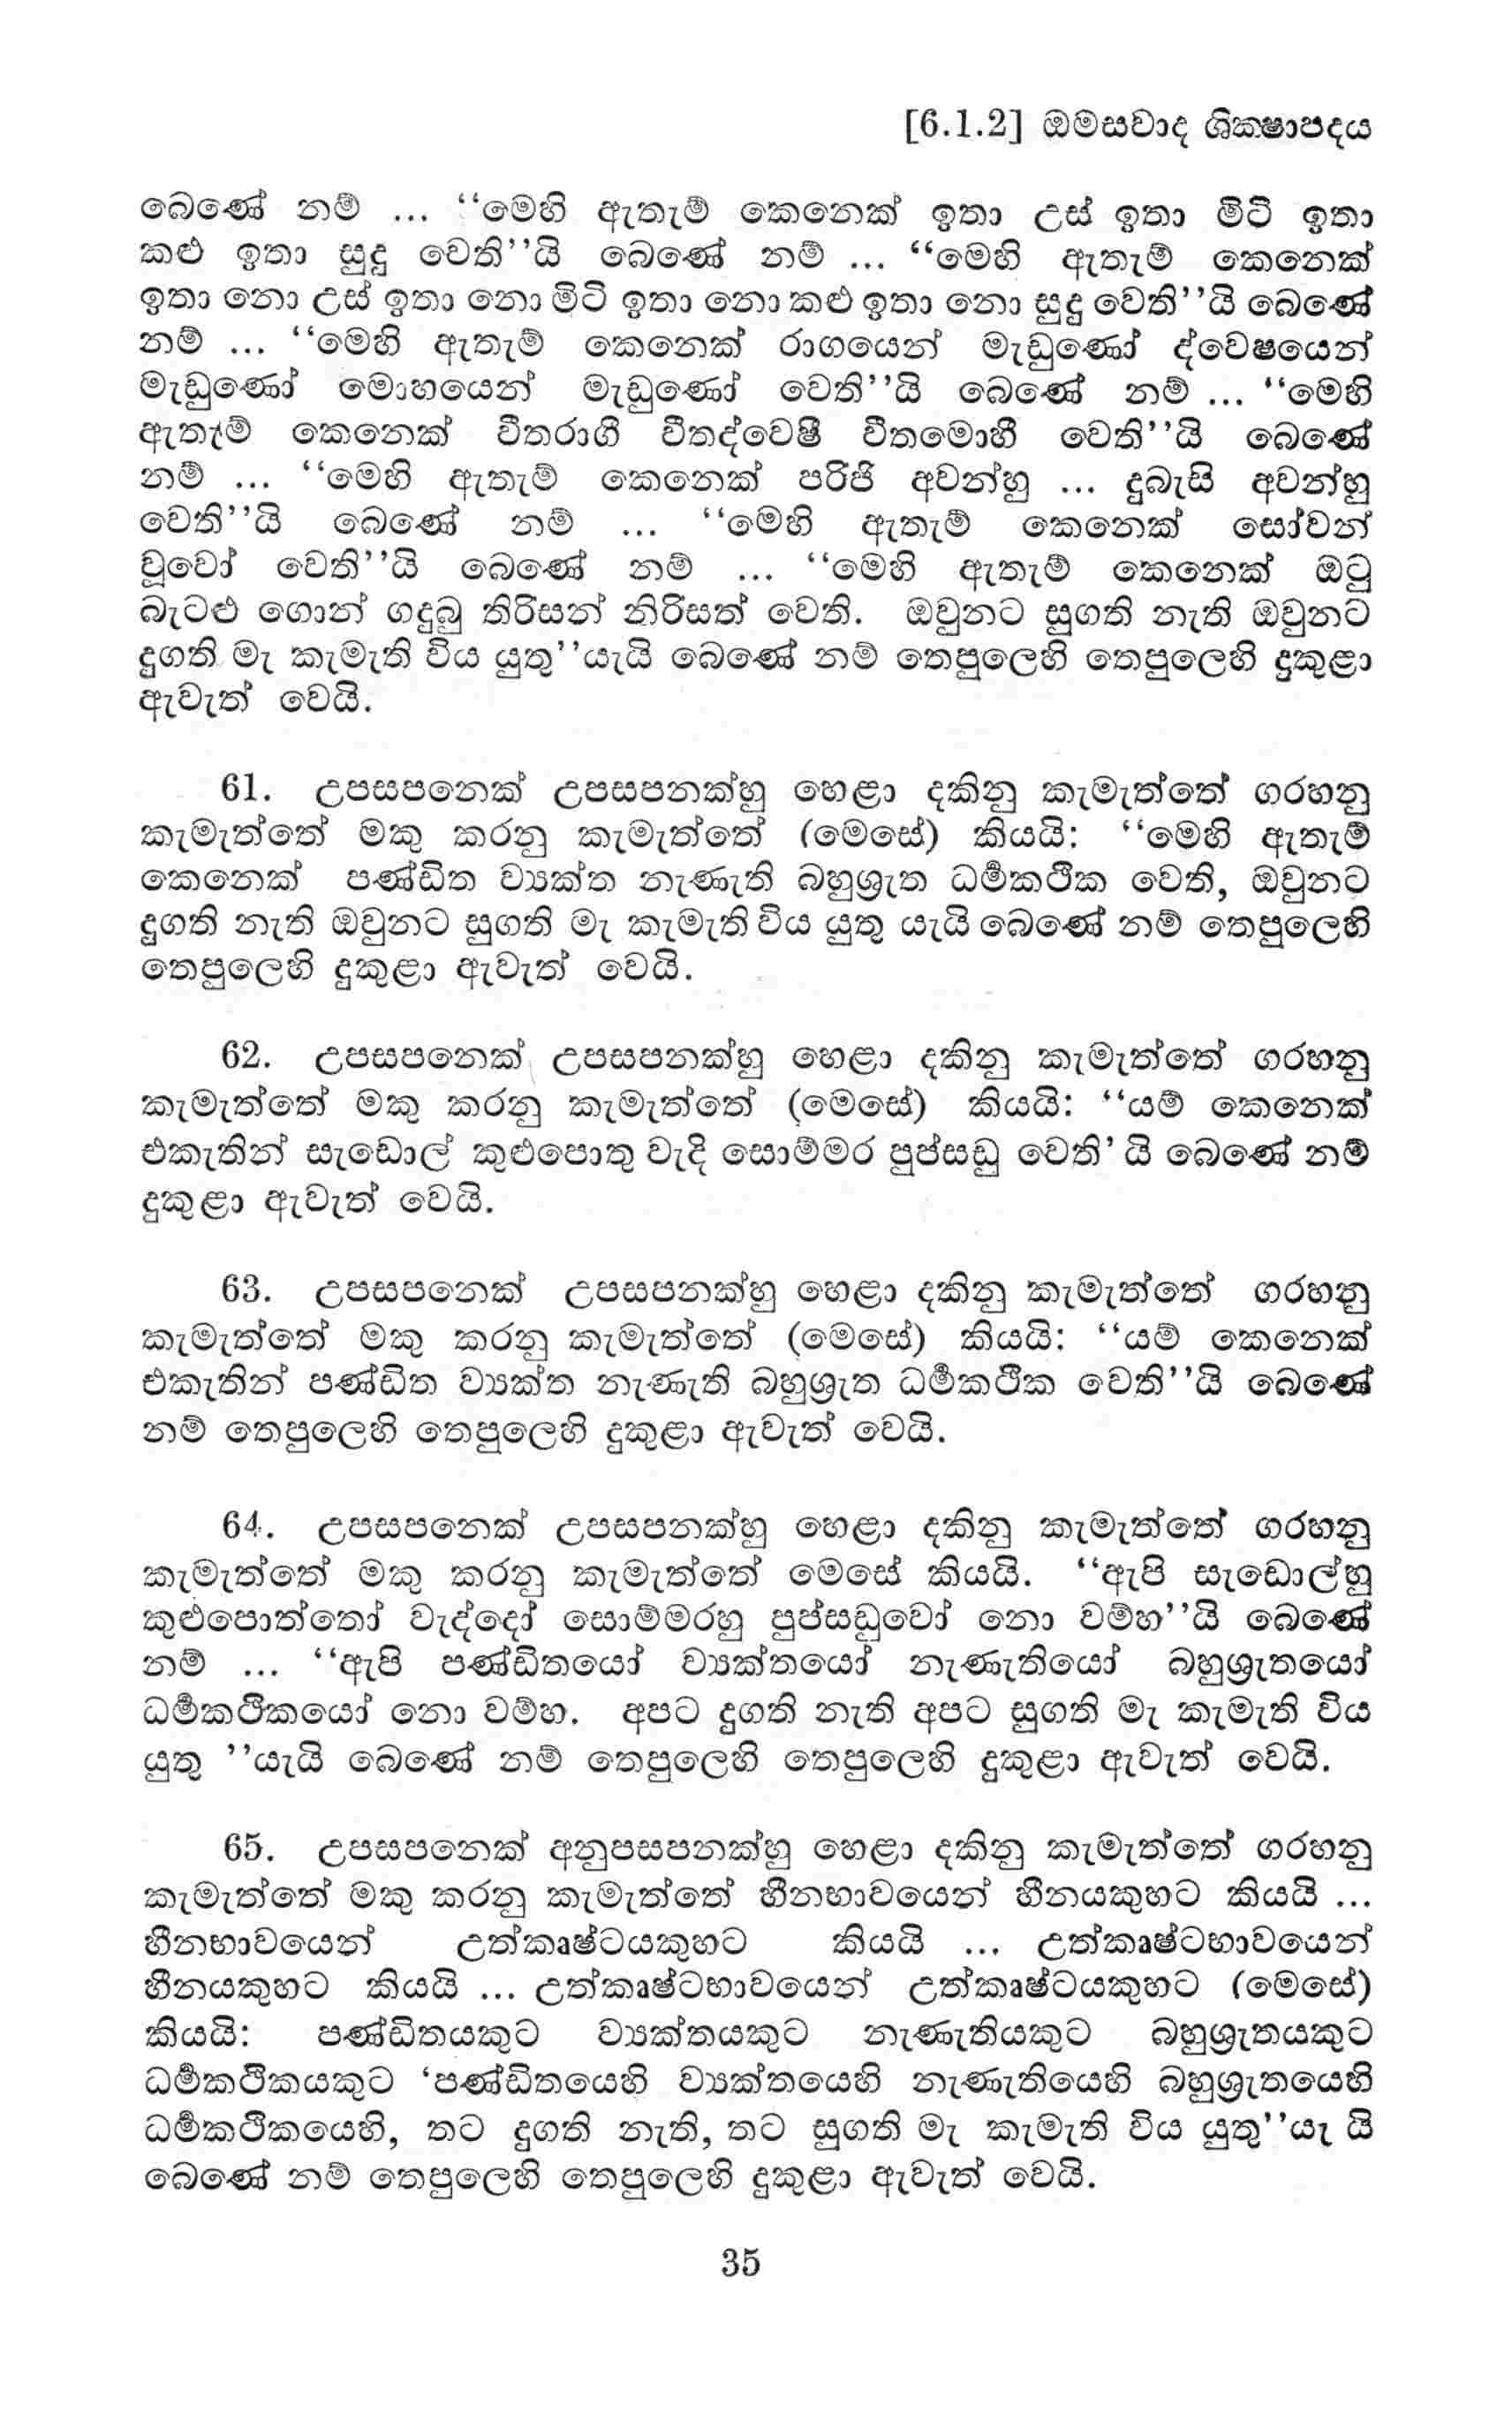 [6.1.2] ඔමසවාද ශික්‍ෂාපදය
බෙණේ නම් ... ‘‘මෙහි ඇතැම් කෙනෙක් ඉතා උස් ඉතා මිටි ඉතා
කළු ඉතා සුදු වෙති’’යි බෙණේ නම් ... ‘‘මෙහි ඇතැම් කෙනෙක්
ඉතා නො උස් ඉතා නො මිටි ඉතා නො කළු ඉතා නො සුදු වෙති’’යි බෙණේ
නම් ... ‘‘මෙහි ඇතැම් කෙනෙක් රාගයෙන් මැඩුණෝ ද්වෙෂයෙන්
මැඩුණෝ මොහයෙන් මැඩුණෝ වෙති’’යි බෙණේ නම් ... ‘‘මෙහි
ඇතැම් කෙනෙක් වීතරාගී වීතද්වෙෂී වීතමොහී වෙති’’යි බෙණේ
නම් ... ‘‘මෙහි ඇතැම් කෙනෙක් පරිජි අවන්හු ... දුබැසි අවන්හු
වෙති’’යි බෙණේ නම් ... ‘‘මෙහි ඇතැම් කෙනෙක් සෝවන්
වූවෝ වෙති’’යි බෙණේ නම් ... ‘‘මෙහි ඇතැම් කෙනෙක් ඔටු
බැටළු ගොන් ගදුබු තිරිසන් නිරිසත් වෙති. ඔවුනට සුගති නැති ඔවුනට
දුගති මැ කැමැති විය යුතු’’යැයි බෙණේ නම් තෙපුලෙහි තෙපුලෙහි දුකුළා
ඇවැත් වෙයි.
61. උපසපනෙක් උපසපනක්හු හෙළා දකිනු කැමැත්තේ ගරහනු
කැමැත්තේ මකු කරනු කැමැත්තේ (මෙසේ) කියයි: ‘‘මෙහි ඇතැම්
කෙනෙක් පණ්ඩිත ව්‍යක්ත නැණැති බහුශ්‍රැත ධර්‍මකථික වෙති, ඔවුනට
දුගති නැති ඔවුනට සුගති මැ කැමැති විය යුතු යැයි බෙණේ නම් තෙපුලෙහි
තෙපුලෙහි දුකුළා ඇවැත් වෙයි.
62. උපසපනෙක් උපසපනක්හු හෙළා දකිනු කැමැත්තේ ගරහනු
කැමැත්තේ මකු කරනු කැමැත්තේ (මෙසේ) කියයි: ‘‘යම් කෙනෙක්
එකැතින් සැඩොල් කුළුපොතු වැදි සොම්මර පුප්සඩු වෙති’ යි බෙණේ නම්
දුකුළා ඇවැත් වෙයි.
63. උපසපනෙක් උපසපනක්හු හෙළා දකිනු කැමැත්තේ ගරහනු
කැමැත්තේ මකු කරනු කැමැත්තේ (මෙසේ) කියයි: ‘‘යම් කෙනෙක්
එකැතින් පණ්ඩිත ව්‍යක්ත නැණැති බහුශ්‍රැත ධර්‍මකථික වෙති’’යි බෙණේ
නම් තෙපුලෙහි තෙපුලෙහි දුකුළා ඇවැත් වෙයි.
64. උපසපනෙක් උපසපනක්හු හෙළා දකිනු කැමැත්තේ ගරහනු
කැමැත්තේ මකු කරනු කැමැත්තේ මෙසේ කියයි. ‘‘ඇපි සැඩොල්හු
කුළුපොත්තෝ වැද්දෝ සොම්මරහු පුප්සඩුවෝ නො වම්හ’’යි බෙණේ
නම් ... ‘‘ඇපි පණ්ඩිතයෝ ව්‍යක්තයෝ නැණැතියෝ බහුශ්‍රැතයෝ
ධර්‍මකථිකයෝ නො වම්හ. අපට දුගති නැති අපට සුගති මැ කැමැති විය
යුතු ’’යැයි බෙණේ නම් තෙපුලෙහි තෙපුලෙහි දුකුළා ඇවැත් වෙයි.
65. උපසපනෙක් අනුපසපනක්හු හෙළා දකිනු කැමැත්තේ ගරහනු
කැමැත්තේ මකු කරනු කැමැත්තේ හීනභාවයෙන් හීනයකුහට කියයි ...
හීනභාවයෙන් උත්කෘෂ්ටයකුහට කියයි ... උත්කෘෂ්ටභාවයෙන්
හීනයකුහට කියයි ... උත්කෘෂ්ටභාවයෙන් උත්කෘෂ්ටයකුහට (මෙසේ)
කියයි: පණ්ඩිතයකුට ව්‍යක්තයකුට නැණැතියකුට බහුශ්‍රැතයකුට
ධර්‍මකථිකයකුට ‘පණ්ඩිතයෙහි ව්‍යක්තයෙහි නැණැතියෙහි බහුශ්‍රැතයෙහි
ධර්‍මකථිකයෙහි, තට දුගති නැති, තට සුගති මැ කැමැති විය යුතු’’යැ යි
බෙණේ නම් තෙපුලෙහි තෙපුලෙහි දුකුළා ඇවැත් වෙයි.
35